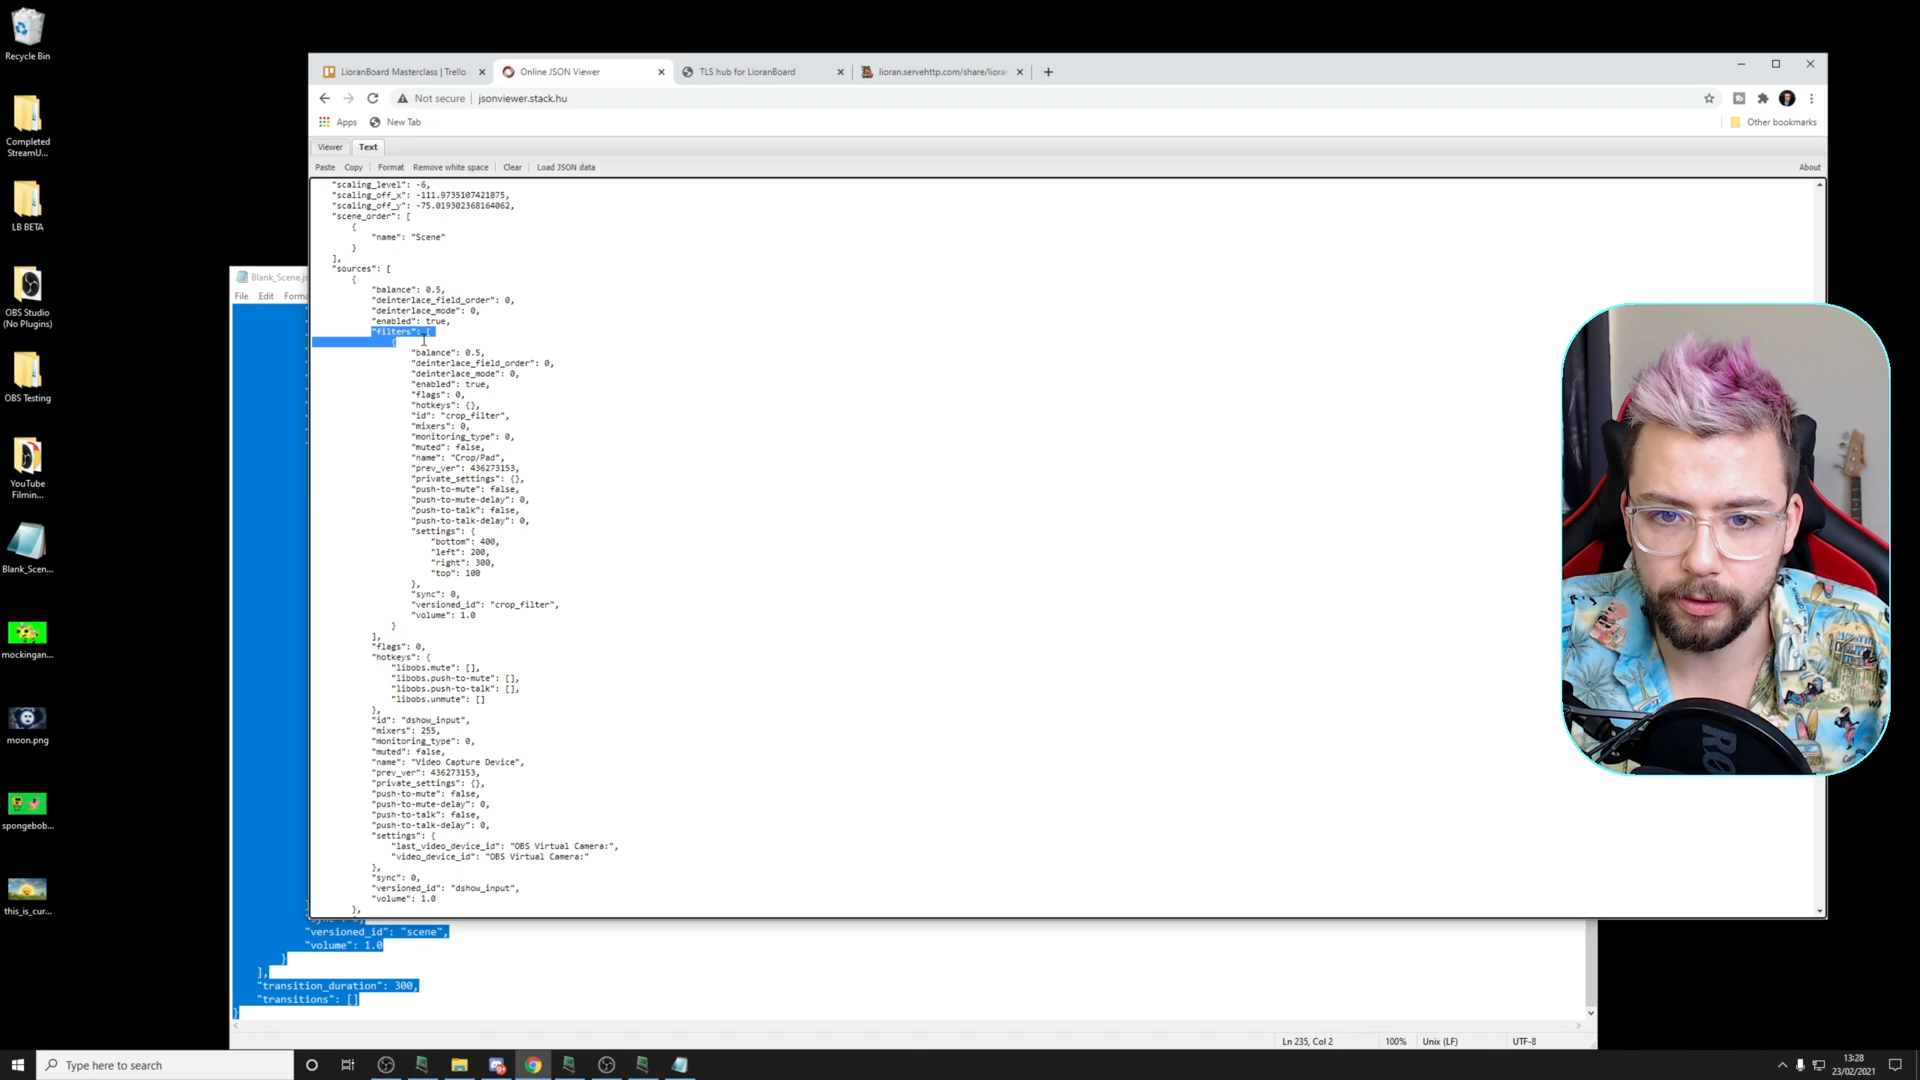 Recycle Bin
Completed
StreamU...
LB BETA
OBS Studio
(No Plugins)
OBS Testing
YouTube
Filmin...
Blank_Scen...
mockingan...
moon.png
spongebob...
this_is_cur...
LioranBoard Masterclass | Trello
Online JSON Viewer
TLS hub for LioranBoard
lioran.servehttp.com/share/liorar
Not secure | jsonviewer.stack.hu
Apps
New Tab
Other bookmarks
Viewer
Text
Paste
Copy
Format
Remove white space
Clear
Load JSON data
About
"scaling_level": -6,
"scaling_off_x": -111.9735107421875,
"scaling_off_y": -75.019302368164062,
"scene_order": [
{
"name": "Scene"
}
],
"sources": [
{
"balance": 0.5,
"deinterlace_field_order": 0,
"deinterlace_mode": 0,
"enabled": true,
"filters": [
{
"balance": 0.5,
"deinterlace_field_order": 0,
"deinterlace_mode": 0,
"enabled": true,
"flags": 0,
"hotkeys": {},
"id": "crop_filter",
"mixers": 0,
"monitoring_type": 0,
"muted": false,
"name": "Crop/Pad",
"prev_ver": 436273153,
"private_settings": {},
"push-to-mute": false,
"push-to-mute-delay": 0,
"push-to-talk": false,
"push-to-talk-delay": 0,
"settings": {
"bottom": 400,
"left": 200,
"right": 300,
"top": 100
},
"sync": 0,
"versioned_id": "crop_filter",
"volume": 1.0
}
],
"flags": 0,
"hotkeys": {
"libobs.mute": [],
"libobs.push-to-mute": [],
"libobs.push-to-talk": [],
"libobs.unmute": []
},
"id": "dshow_input",
"mixers": 255,
"monitoring_type": 0,
"muted": false,
"name": "Video Capture Device",
"prev_ver": 436273153,
"private_settings": {},
"push-to-mute": false,
"push-to-mute-delay": 0,
"push-to-talk": false,
"push-to-talk-delay": 0,
"settings": {
"last_video_device_id": "OBS Virtual Camera:",
"video_device_id": "OBS Virtual Camera:"
},
"sync": 0,
"versioned_id": "dshow_input",
"volume": 1.0
},
Blank_Scene.js
File
Edit
Forma
"versioned_id": "scene",
"volume": 1.0
}
],
"transition_duration": 300,
"transitions": []
}
Ln 235, Col 2
100%
Unix (LF)
UTF-8
Type here to search
13:28
23/02/2021